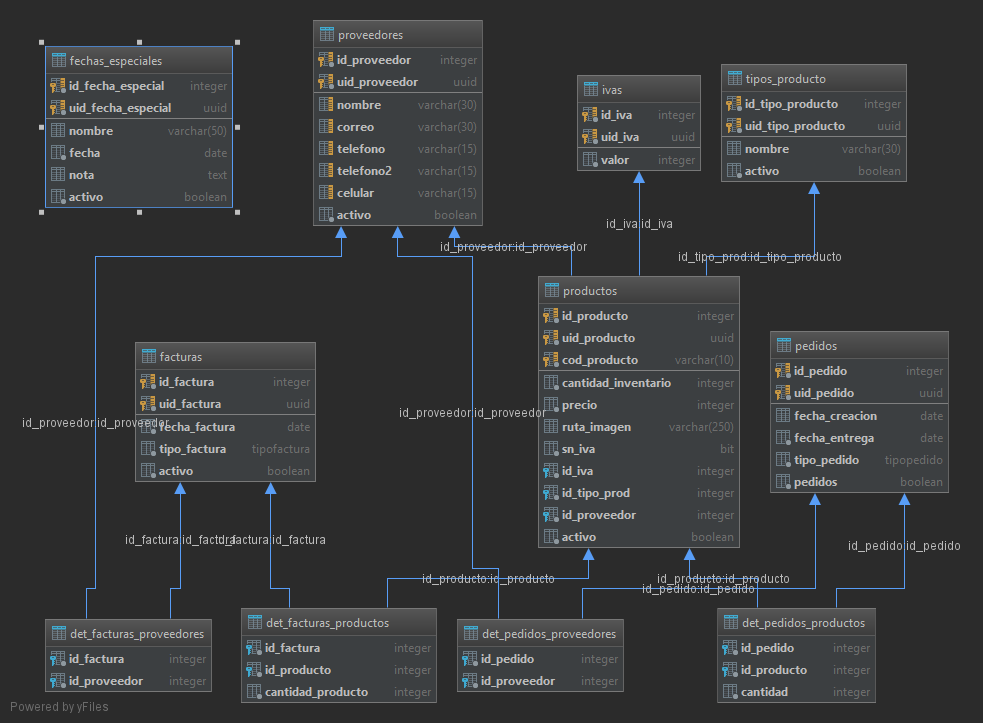 fechas_especiales
id_fecha_especial integer
uid_fecha_especial uuid
nombre varchar(50)
fecha date
nota text
activo boolean
proveedores
id_proveedor integer
uid_proveedor uuid
nombre varchar(30)
correo varchar(30)
telefono varchar(15)
telefono2 varchar(15)
celular varchar(15)
activo boolean
ivas
id_iva integer
uid_iva uuid
valor integer
tipos_producto
id_tipo_producto integer
uid_tipo_producto uuid
nombre varchar(30)
activo boolean
id_proveedor:id_proveedor
id_iva:id_iva
id_tipo_prod:id_tipo_producto
productos
id_producto integer
uid_producto uuid
cod_producto varchar(10)
cantidad_inventario integer
precio integer
ruta_imagen varchar(250)
sn_iva bit
id_iva integer
id_tipo_prod integer
id_proveedor integer
activo boolean
facturas
id_factura integer
uid_factura uuid
fecha_factura date
tipo_factura tipofactura
activo boolean
pedidos
id_pedido integer
uid_pedido uuid
fecha_creacion date
fecha_entrega date
tipo_pedido tipopedido
pedidos boolean
id_proveedor:id_proveedor
id_proveedor:id_proveedor
id_factura:id_factura
id_factura:id_factura
id_pedido:id_pedido
id_producto:id_producto
id_producto:id_producto
id_pedido:id_pedido
det_facturas_proveedores
id_factura integer
id_proveedor integer
det_facturas_productos
id_factura integer
id_producto integer
cantidad_producto integer
det_pedidos_proveedores
id_pedido integer
id_proveedor integer
det_pedidos_productos
id_pedido integer
id_producto integer
cantidad integer
Powered by yFiles